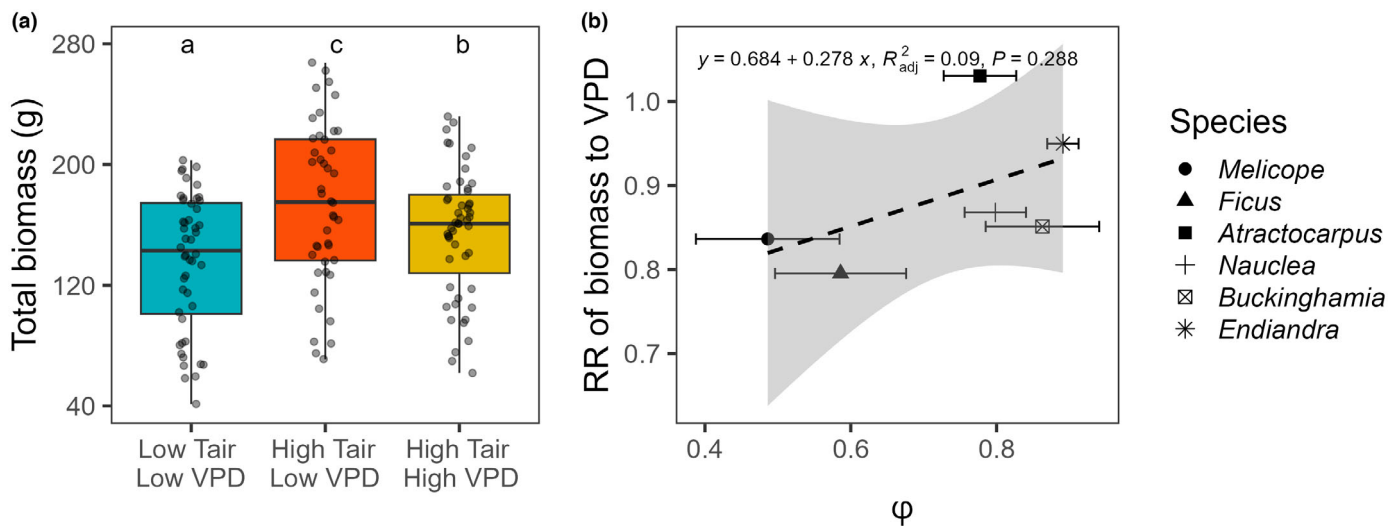 (a)
Total biomass (g)
280
200
120
40
a
c
b
Low Tair
Low VPD
High Tair
Low VPD
High Tair
High VPD
(b)
RR of biomass to VPD
1.0
0.9
0.8
0.7
y = 0.684 + 0.278 x, R²adj = 0.09, P = 0.288
0.4
0.6
0.8
φ
Species
Melicope
Ficus
Atractocarpus
Nauclea
Buckinghamia
Endiandra